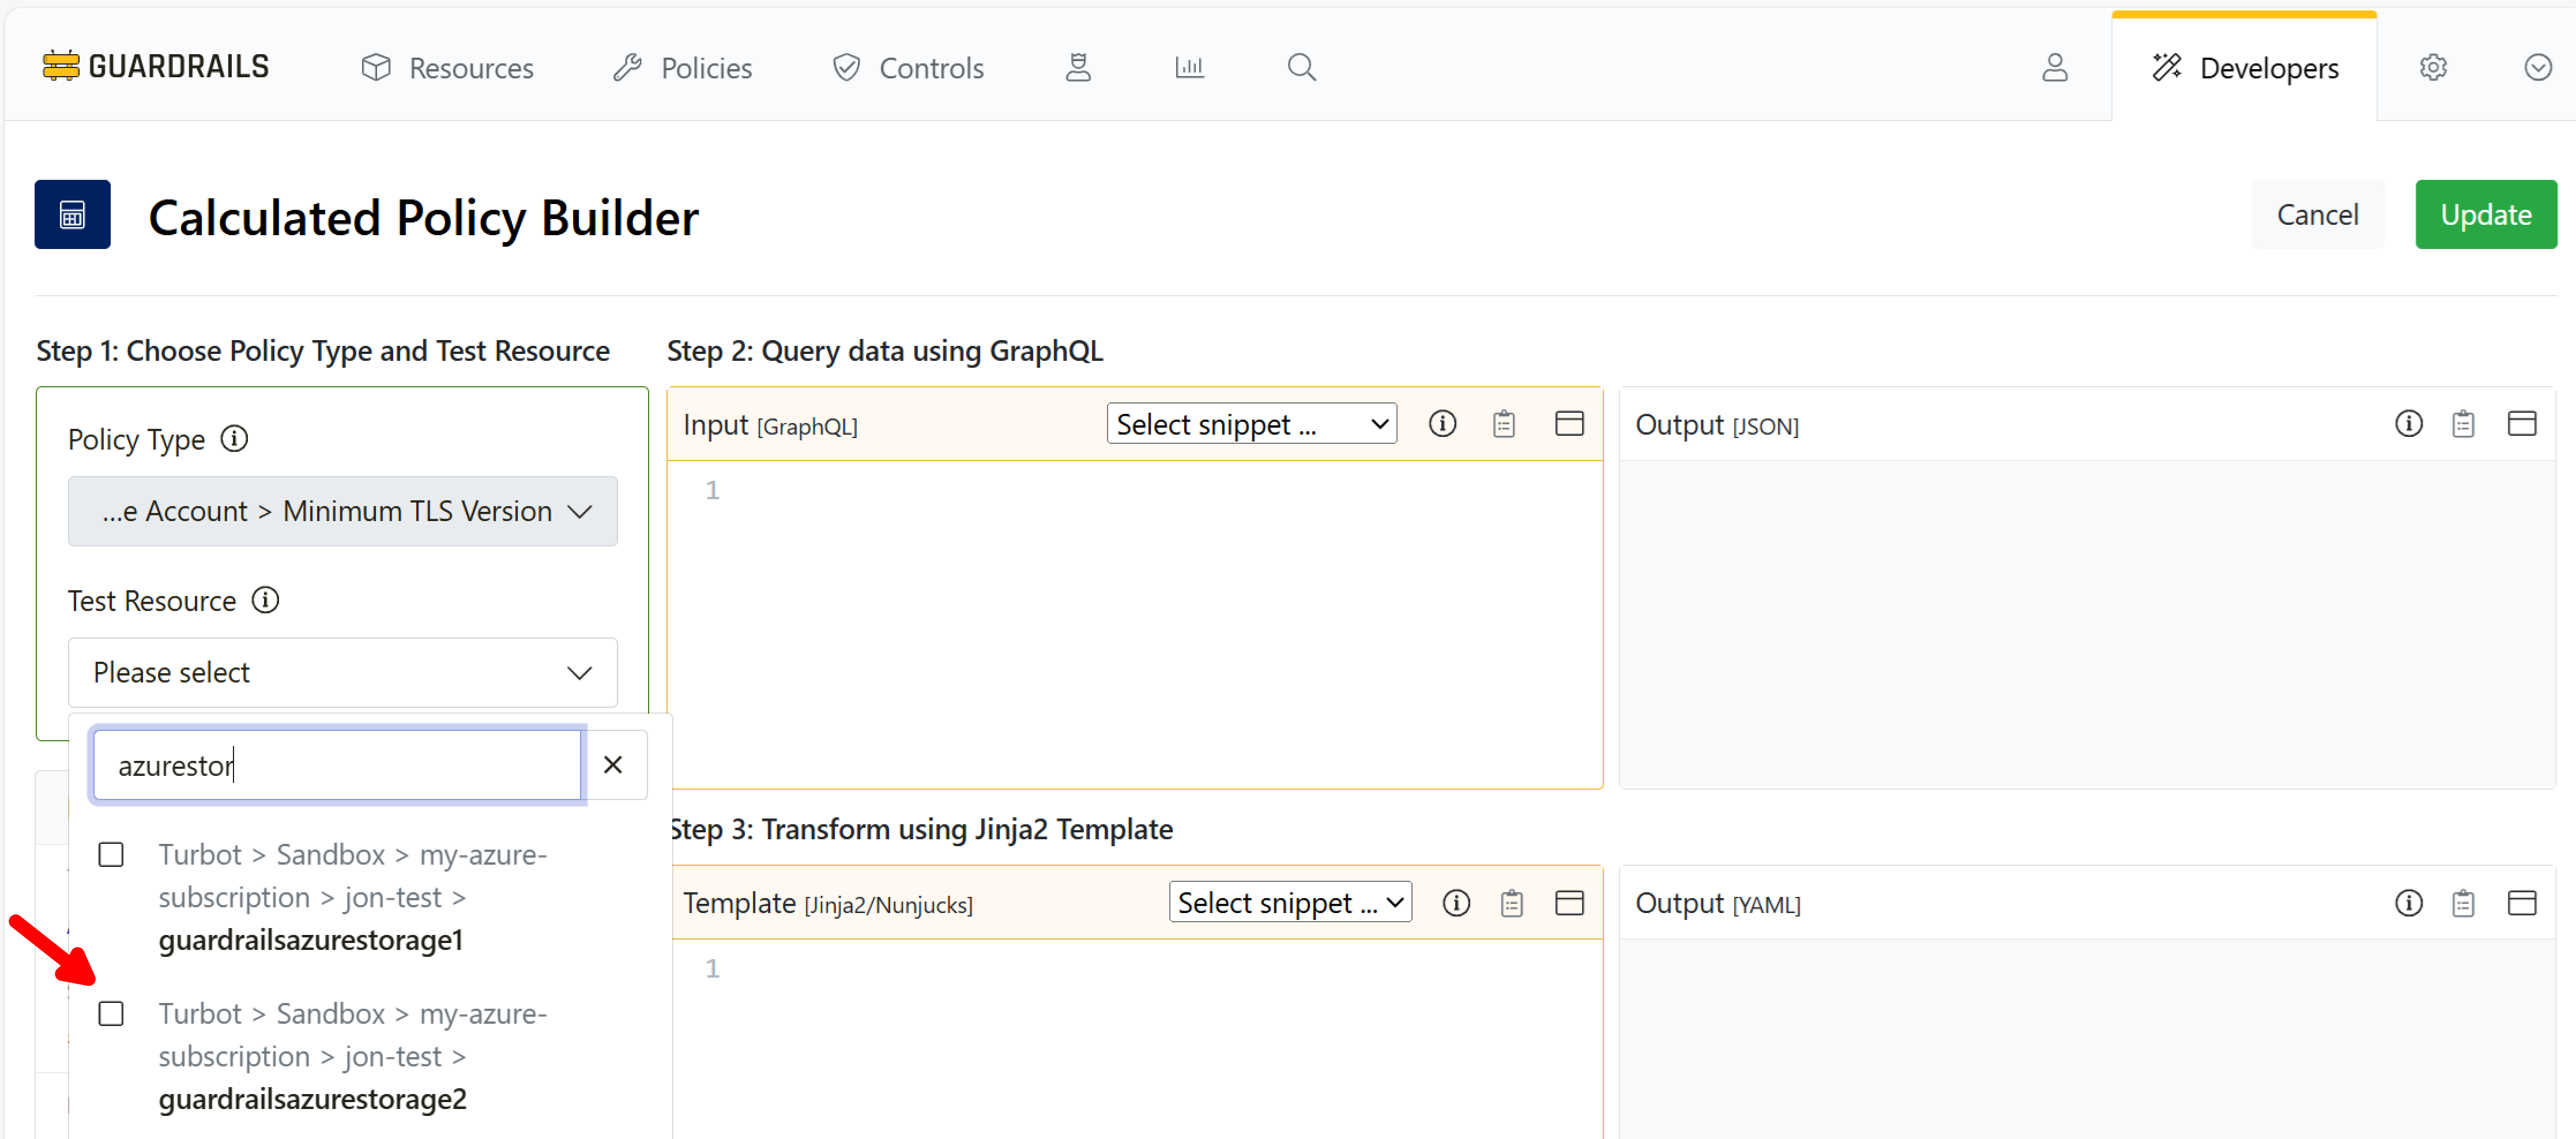 GUARDRAILS
Resources
Policies
Controls
Developers
Calculated Policy Builder
Cancel
Update
Step 1: Choose Policy Type and Test Resource
Policy Type
...e Account > Minimum TLS Version
Test Resource
Please select
azurestor
Turbot > Sandbox > my-azure-
subscription > jon-test >
guardrailsazurestorage1
Turbot > Sandbox > my-azure-
subscription > jon-test >
guardrailsazurestorage2
Step 2: Query data using GraphQL
Input [GraphQL]
Select snippet ...
1
Output [JSON]
Step 3: Transform using Jinja2 Template
Template [Jinja2/Nunjucks]
Select snippet ...
1
Output [YAML]